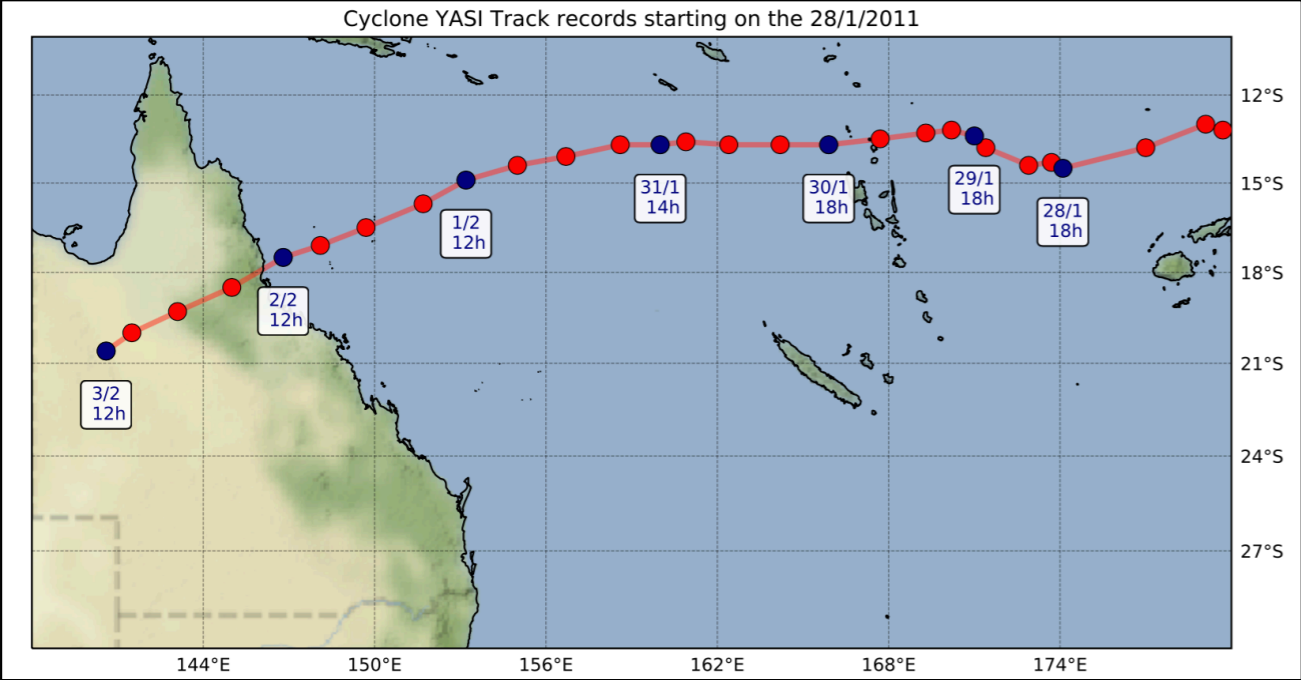 Cyclone YASI Track records starting on the 28/1/2011
12°S
15°S
18°S
21°S
24°S
27°S
31/1
14h
30/1
18h
29/1
18h
28/1
18h
1/2
12h
2/2
12h
3/2
12h
144°E
150°E
156°E
162°E
168°E
174°E